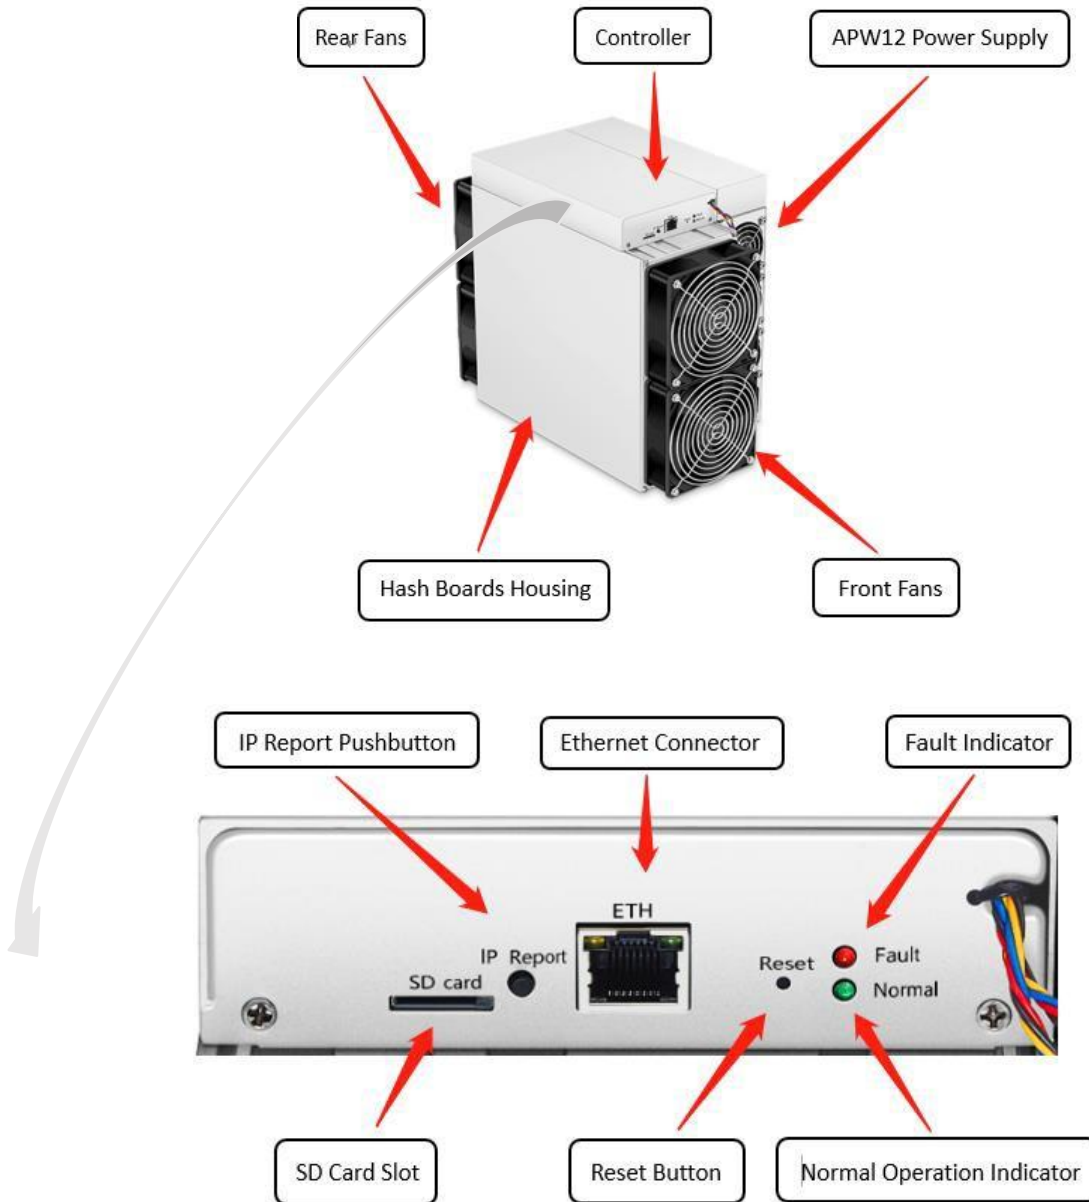 Rear Fans
Controller
APW12 Power Supply
Hash Boards Housing
Front Fans
IP Report Pushbutton
Ethernet Connector
Fault Indicator
ETH
IP Report
SD card
Reset
Fault
Normal
SD Card Slot
Reset Button
Normal Operation Indicator